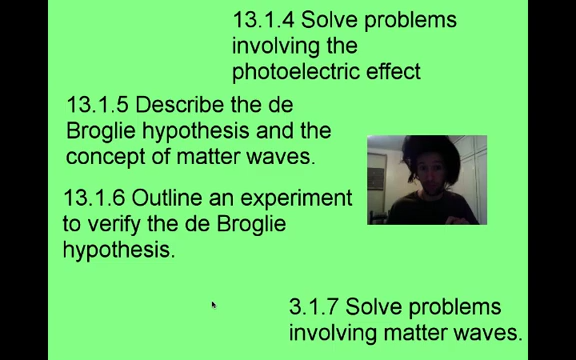 13.1.4 Solve problems
involving the
photoelectric effect
13.1.5 Describe the de
Broglie hypothesis and the
concept of matter waves.
13.1.6 Outline an experiment
to verify the de Broglie
hypothesis.
3.1.7 Solve problems
involving matter waves.